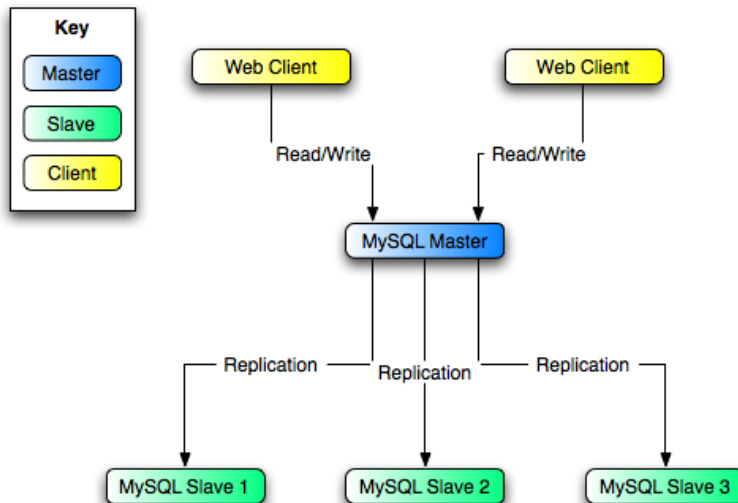 Key
Master
Slave
Client
Web Client
Web Client
Read/Write
Read/Write
MySQL Master
Replication
Replication
Replication
MySQL Slave 1
MySQL Slave 2
MySQL Slave 3